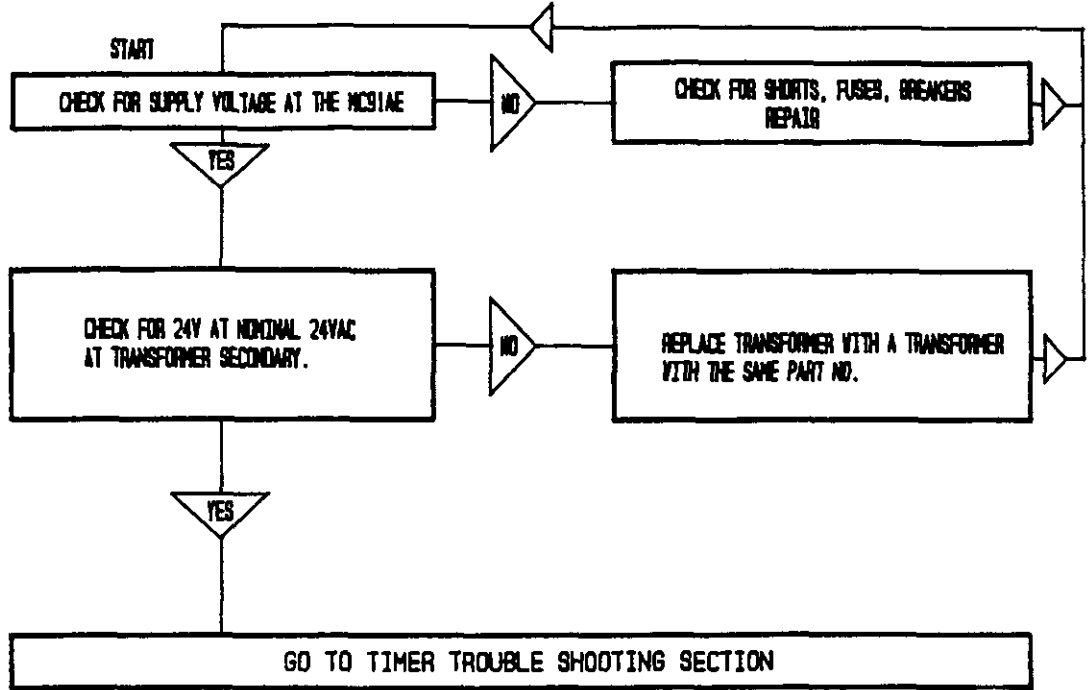 START
CHECK FOR SUPPLY VOLTAGE AT THE MC91AE
NO
CHECK FOR SHORTS, FUSES, BREAKERS
REPAIR
YES
CHECK FOR 24V AT NOMINAL 24VAC
AT TRANSFORMER SECONDARY.
NO
REPLACE TRANSFORMER WITH A TRANSFORMER
WITH THE SAME PART NO.
YES
GO TO TIMER TROUBLE SHOOTING SECTION